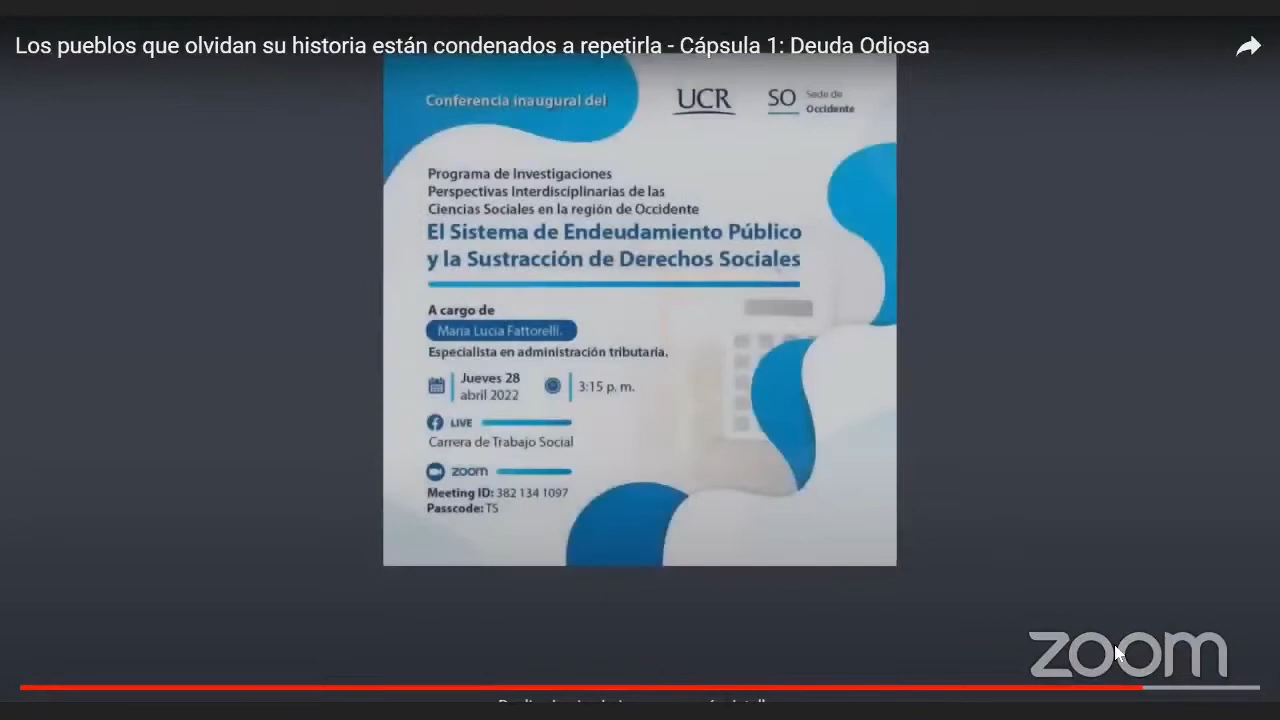 Los pueblos que olvidan su historia están condenados a repetirla - Cápsula 1: Deuda Odiosa
Conferencia inaugural del
UCR
SO
Sede de
Occidente
Programa de Investigaciones
Perspectivas Interdisciplinarias de las
Ciencias Sociales en la región de Occidente
El Sistema de Endeudamiento Público
y la Sustracción de Derechos Sociales
A cargo de
Maria Lucia Fattorelli.
Especialista en administración tributaria.
Jueves 28
abril 2022
3:15 p. m.
LIVE
Carrera de Trabajo Social
zoom
Meeting ID: 382 134 1097
Passcode: TS
zoom